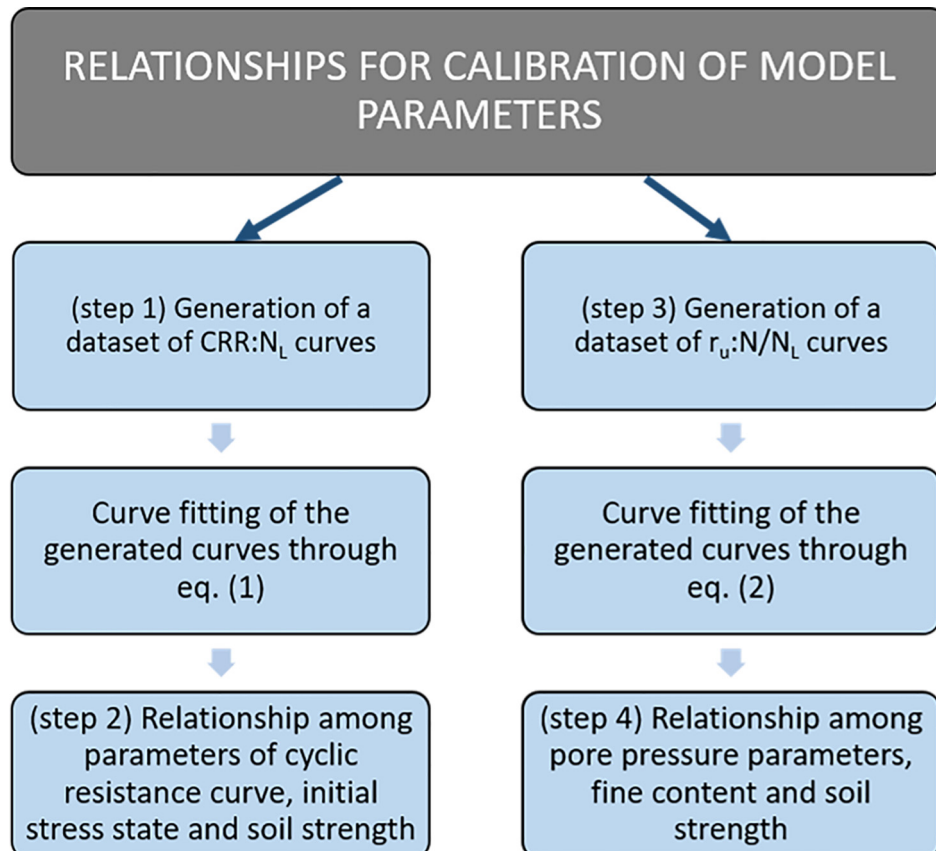 RELATIONSHIPS FOR CALIBRATION OF MODEL
PARAMETERS
(step 1) Generation of a
dataset of CRR:N_L curves
Curve fitting of the
generated curves through
eq. (1)
(step 2) Relationship among
parameters of cyclic
resistance curve, initial
stress state and soil strength
(step 3) Generation of a
dataset of r_u:N/N_L curves
Curve fitting of the
generated curves through
eq. (2)
(step 4) Relationship among
pore pressure parameters,
fine content and soil
strength